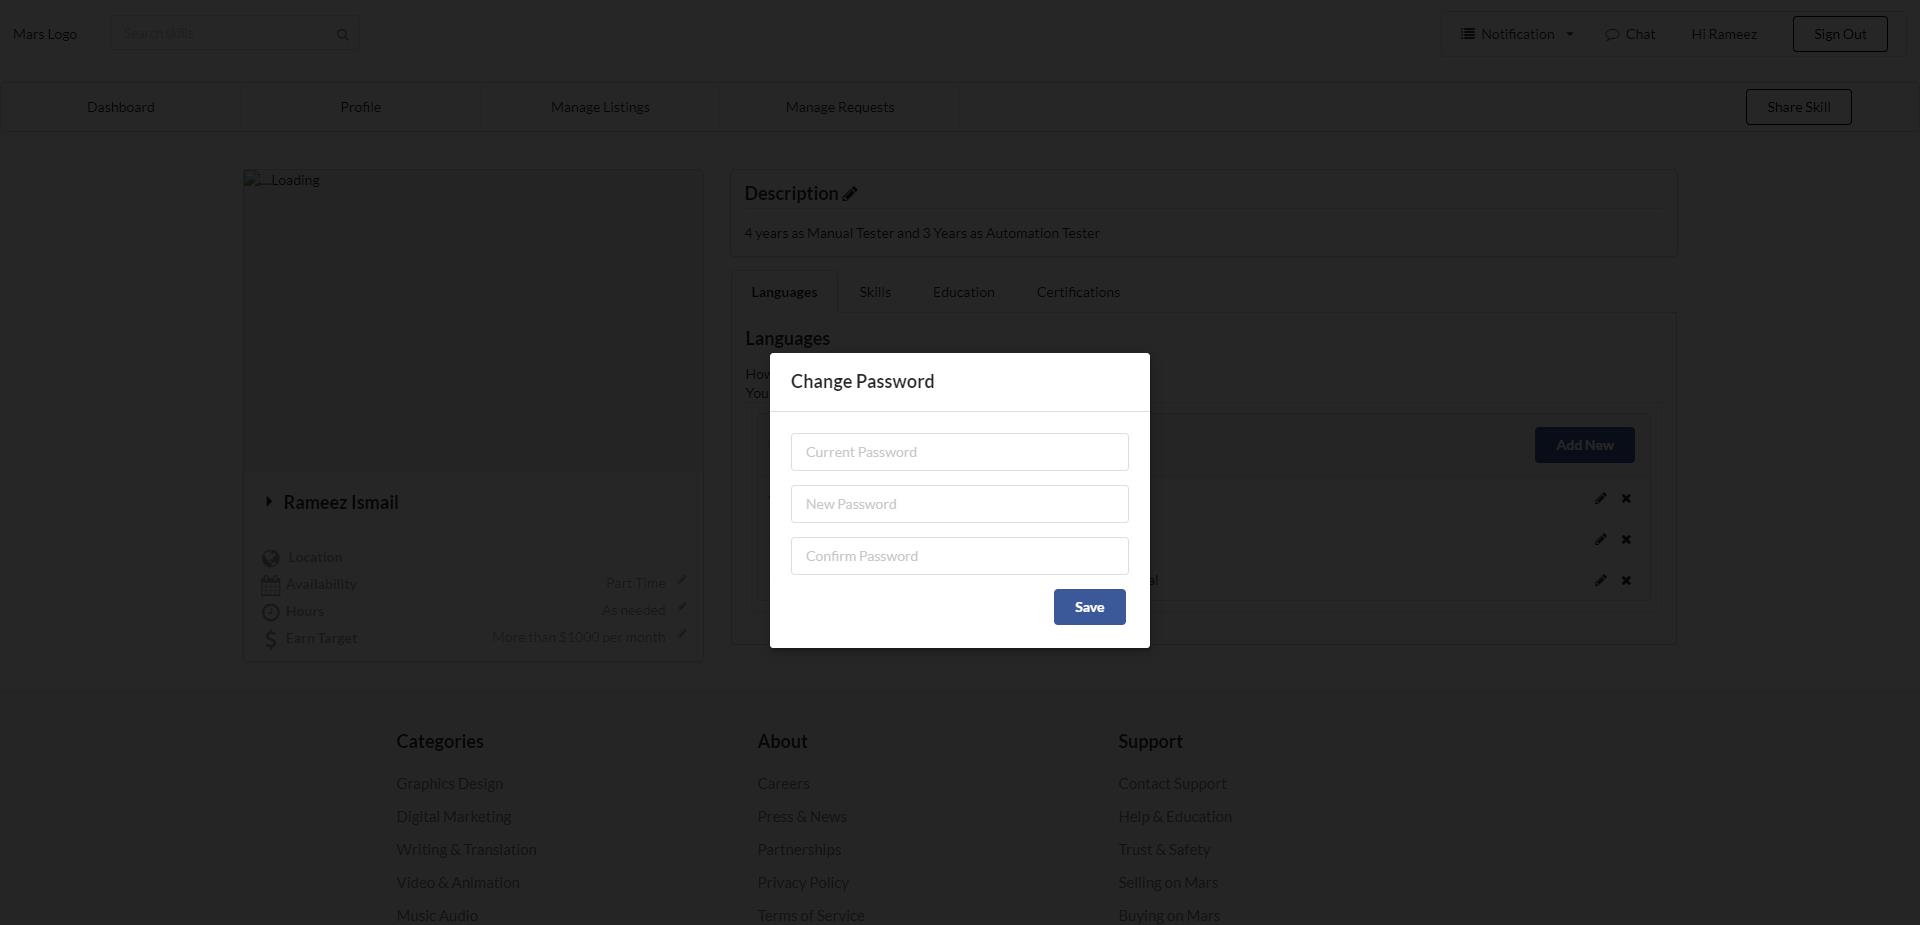 Mars Logo
Search skills
Notification
Chat
Hi Rameez
Sign Out
Dashboard
Profile
Manage Listings
Manage Requests
Share Skill
Loading
Rameez Ismail
Location
Availability
Part Time
Hours
As needed
Earn Target
More than $1000 per month
Description
4 years as Manual Tester and 3 Years as Automation Tester
Languages
Skills
Education
Certifications
Languages
How
You
Add New
al
Change Password
Current Password
New Password
Confirm Password
Save
Categories
Graphics Design
Digital Marketing
Writing & Translation
Video & Animation
Music Audio
About
Careers
Press & News
Partnerships
Privacy Policy
Terms of Service
Support
Contact Support
Help & Education
Trust & Safety
Selling on Mars
Buying on Mars